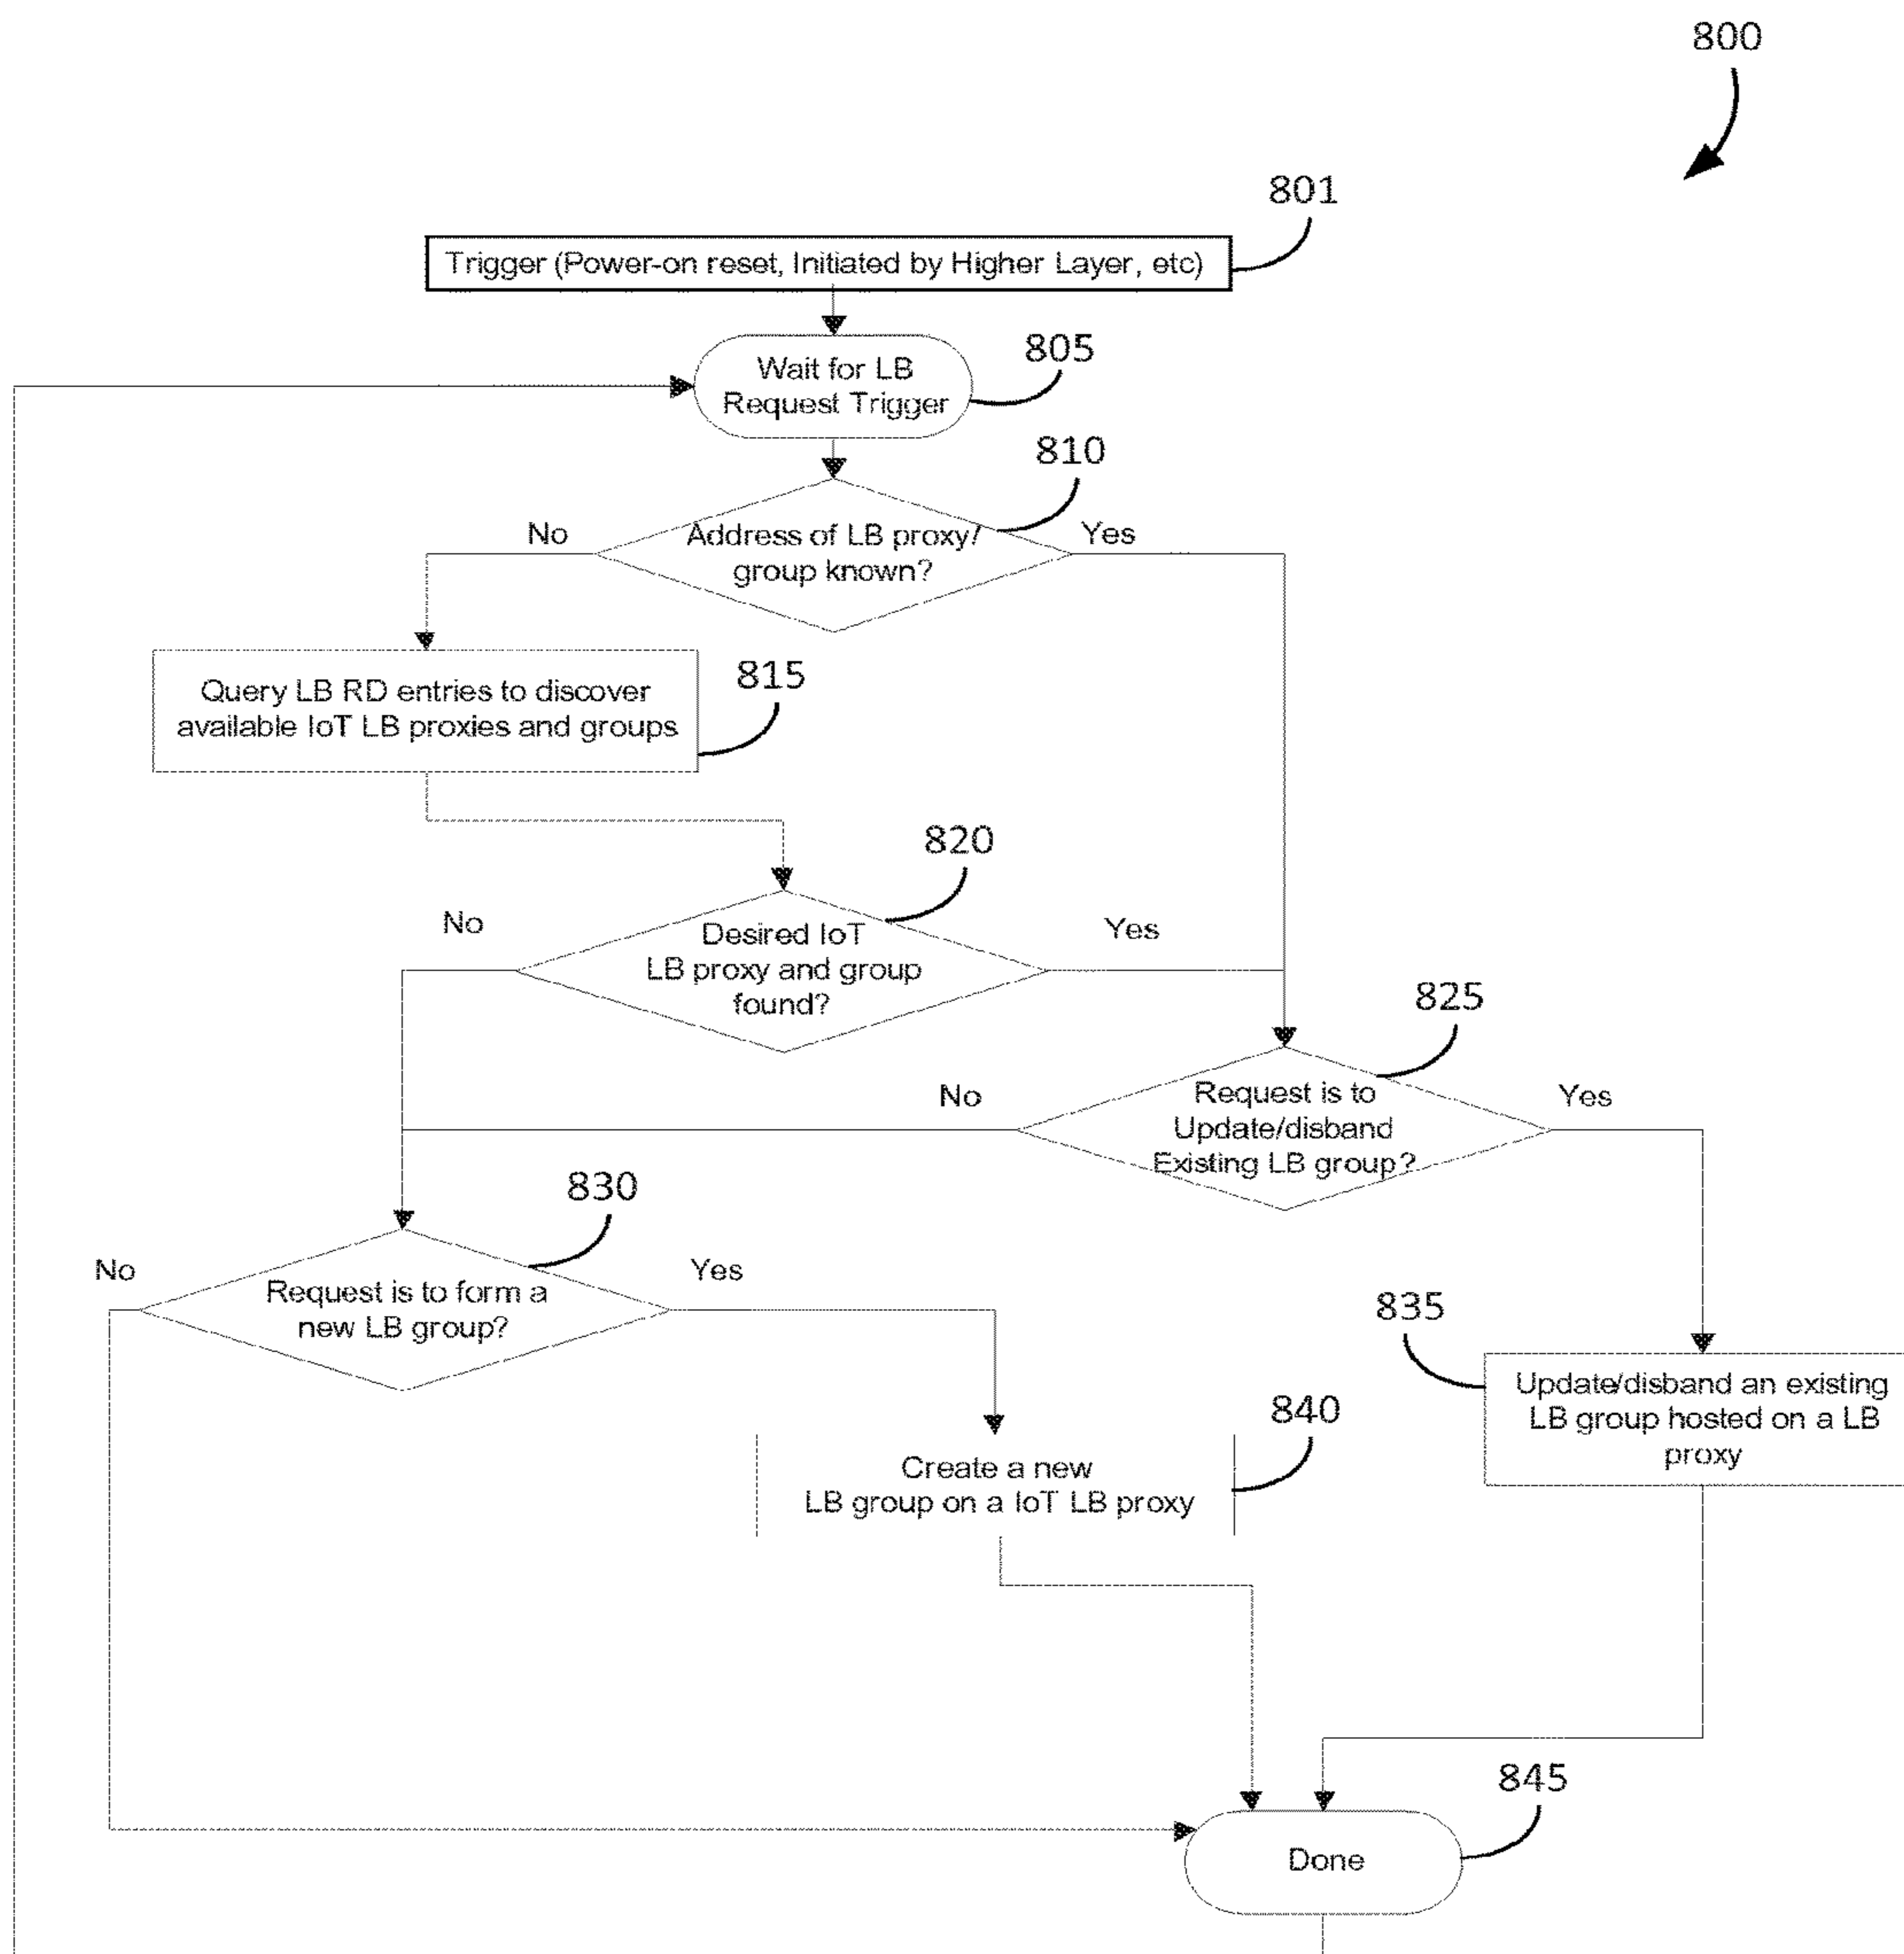 800
801
Trigger (Power-on reset, Initiated by Higher Layer, etc)
805
Wait for LB
Request Trigger
810
No
Yes
Address of LB proxy/
group known?
815
Query LB RD entries to discover
available IoT LB proxies and groups
820
No
Yes
Desired IoT
LB proxy and group
found?
825
No
Yes
Request is to
Update/disband
Existing LB group?
830
No
Yes
Request is to form a
new LB group?
835
Update/disband an existing
LB group hosted on a LB
proxy
840
Create a new
LB group on a IoT LB proxy
845
Done